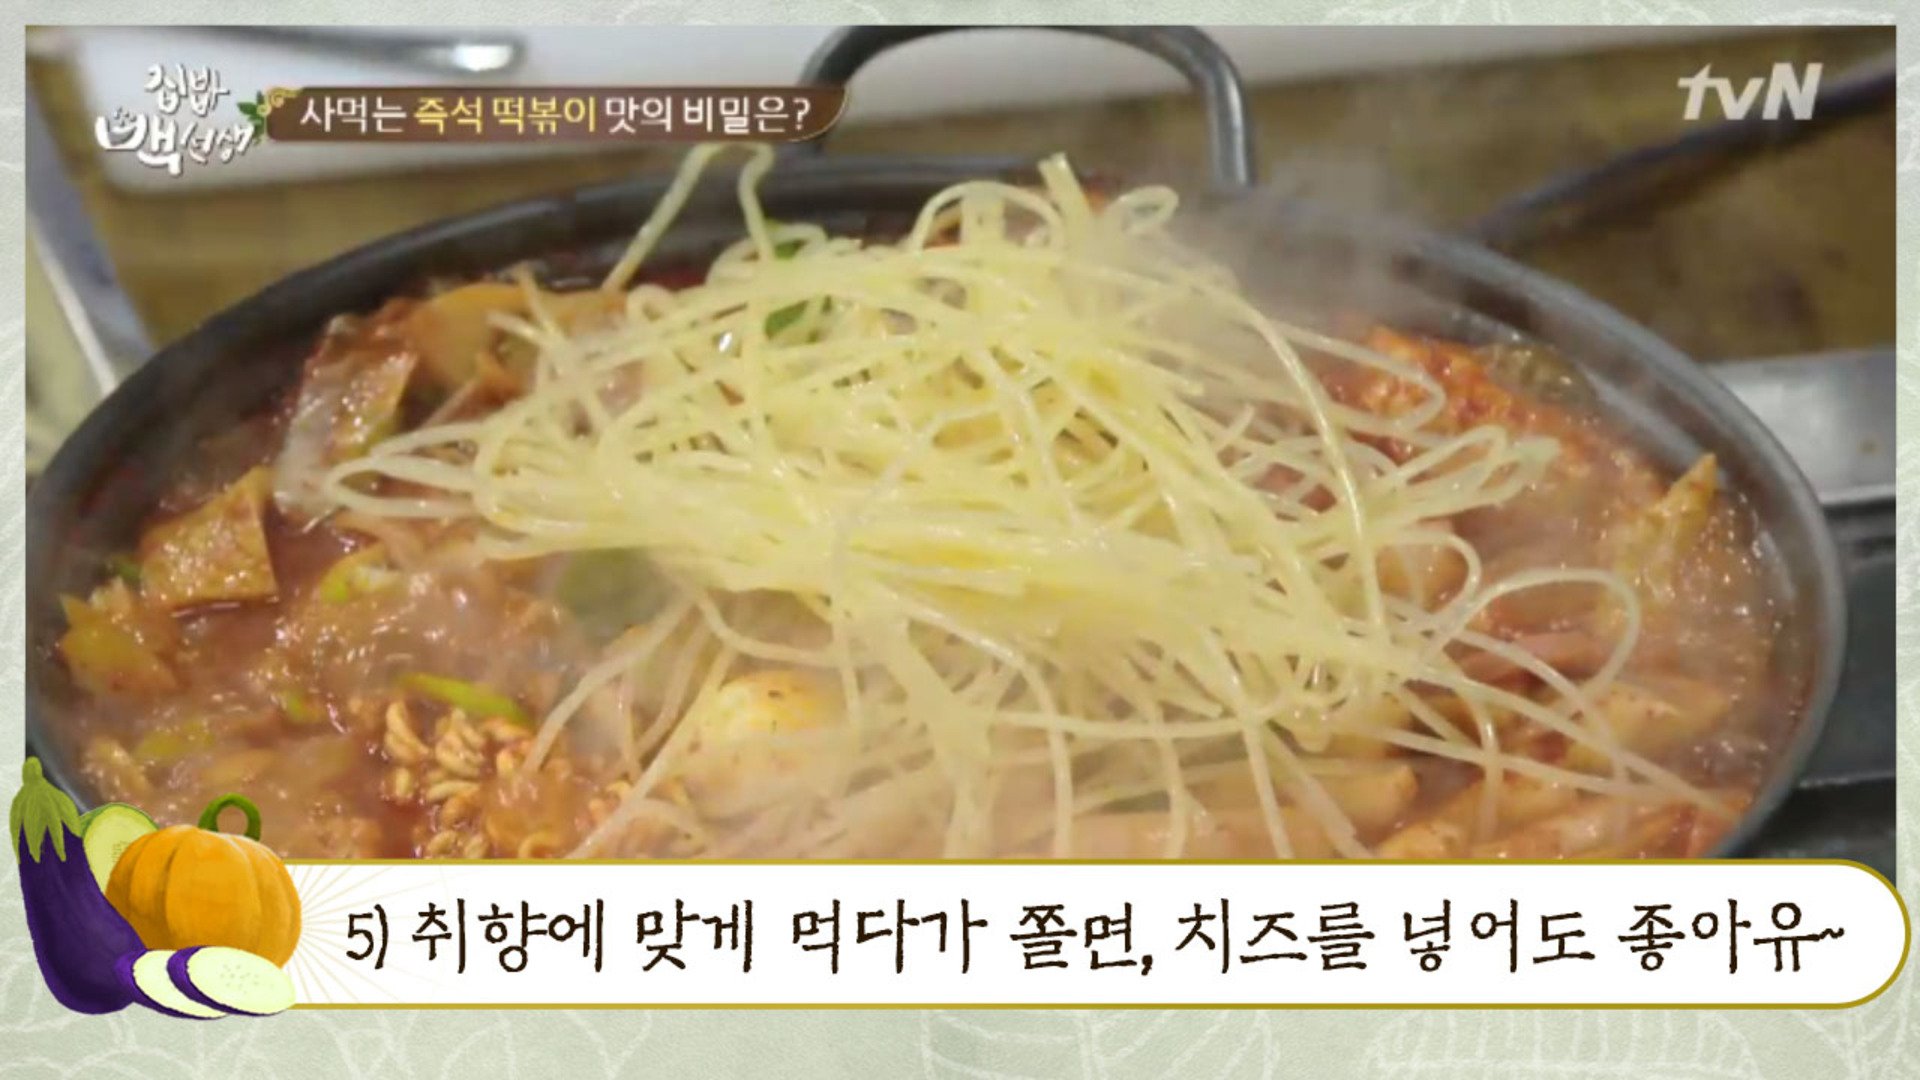 집밥
백선생
사먹는 즉석 떡볶이 맛의 비밀은?
tvN
5) 취향에 맞게 먹다가 쫄면, 치즈를 넣어도 좋아유~